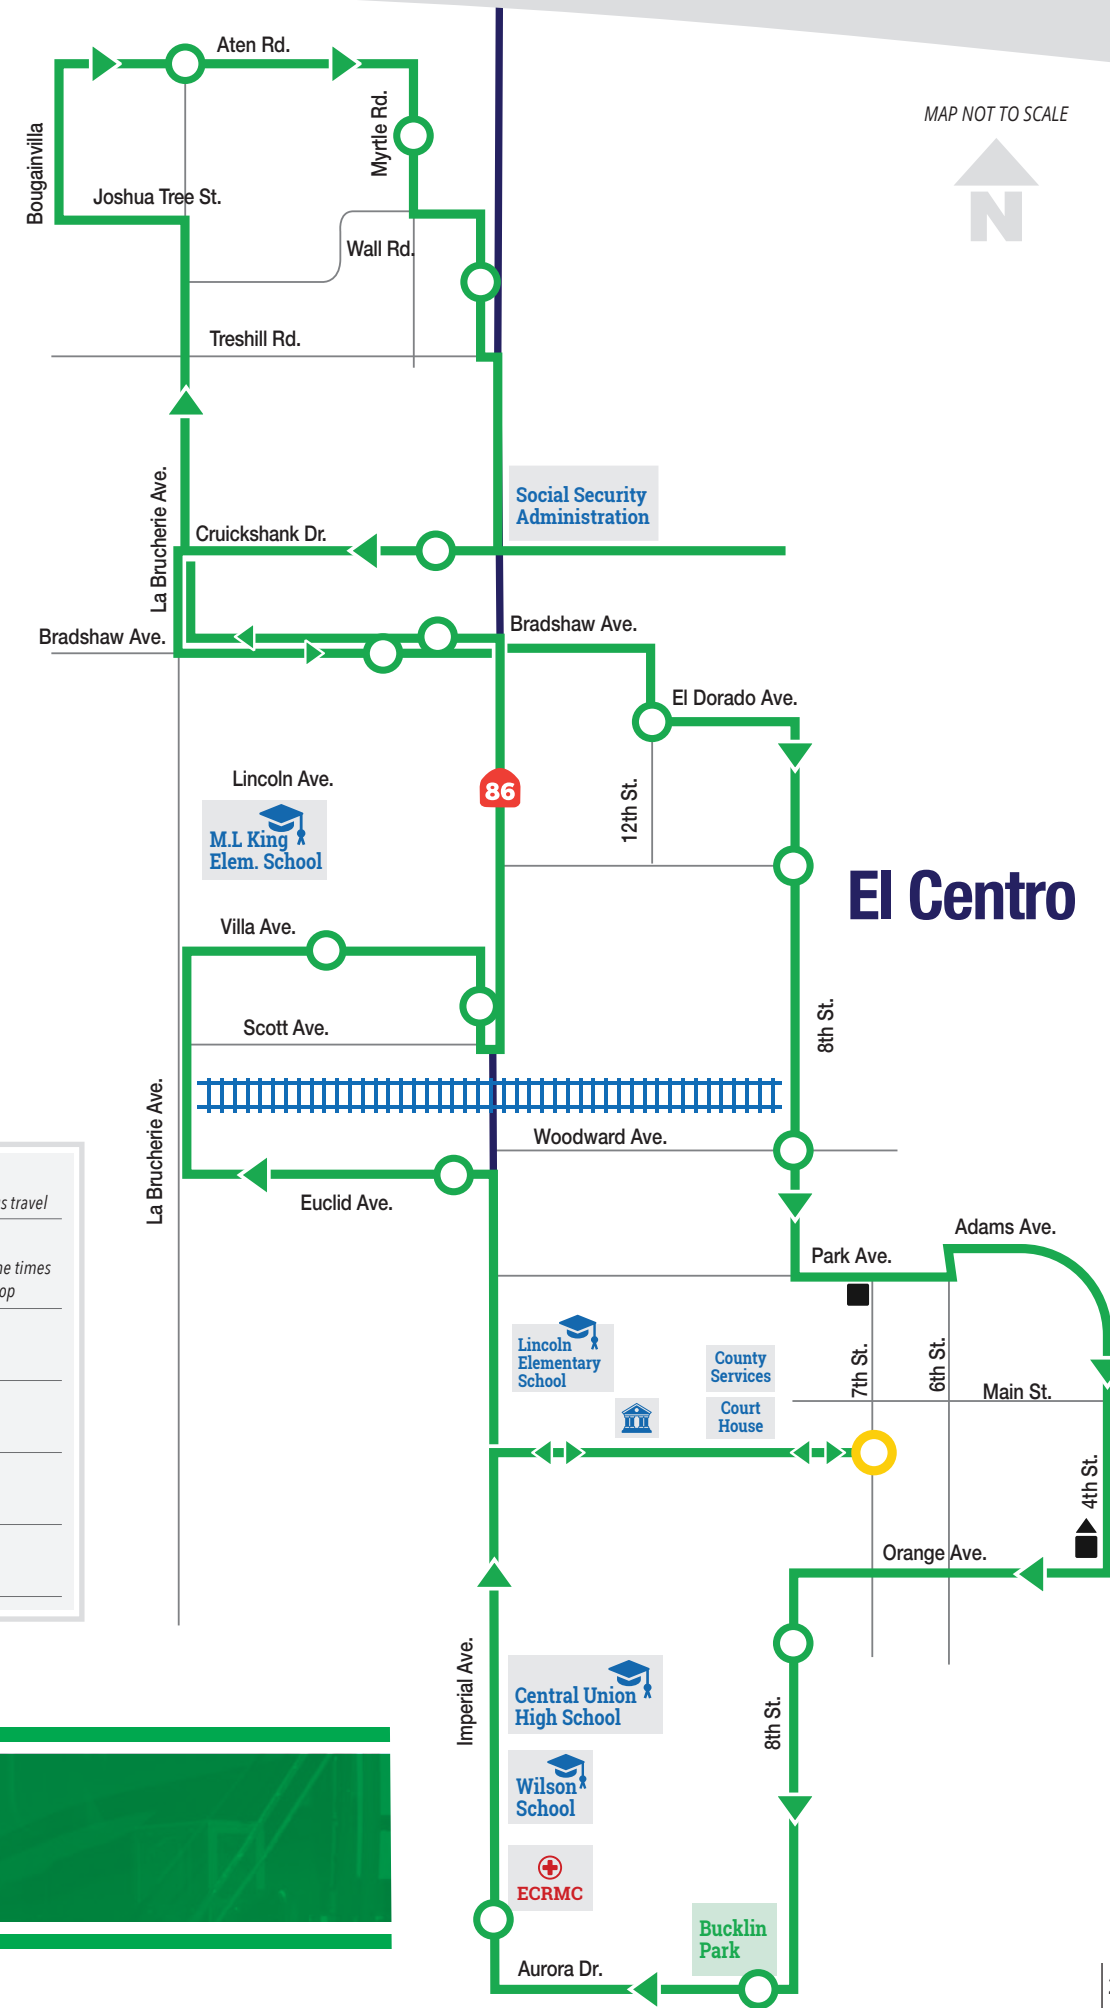 Aten Rd.
MAP NOT TO SCALE
N
Bougainvilla
Myrtle Rd.
Joshua Tree St.
Wall Rd.
Treshill Rd.
La Brucherie Ave.
Social Security
Administration
Cruickshank Dr.
Bradshaw Ave.
Bradshaw Ave.
El Dorado Ave.
Lincoln Ave.
86
12th St.
M.L King
Elem. School
El Centro
Villa Ave.
8th St.
Scott Ave.
La Brucherie Ave.
Woodward Ave.
s travel
Euclid Ave.
Adams Ave.
Park Ave.
ne times
op
Lincoln
Elementary
School
County
Services
7th St.
6th St.
Main St.
Court
House
4th St.
Orange Ave.
Imperial Ave.
Central Union
High School
8th St.
Wilson
School
ECRMC
Bucklin
Park
Aurora Dr.